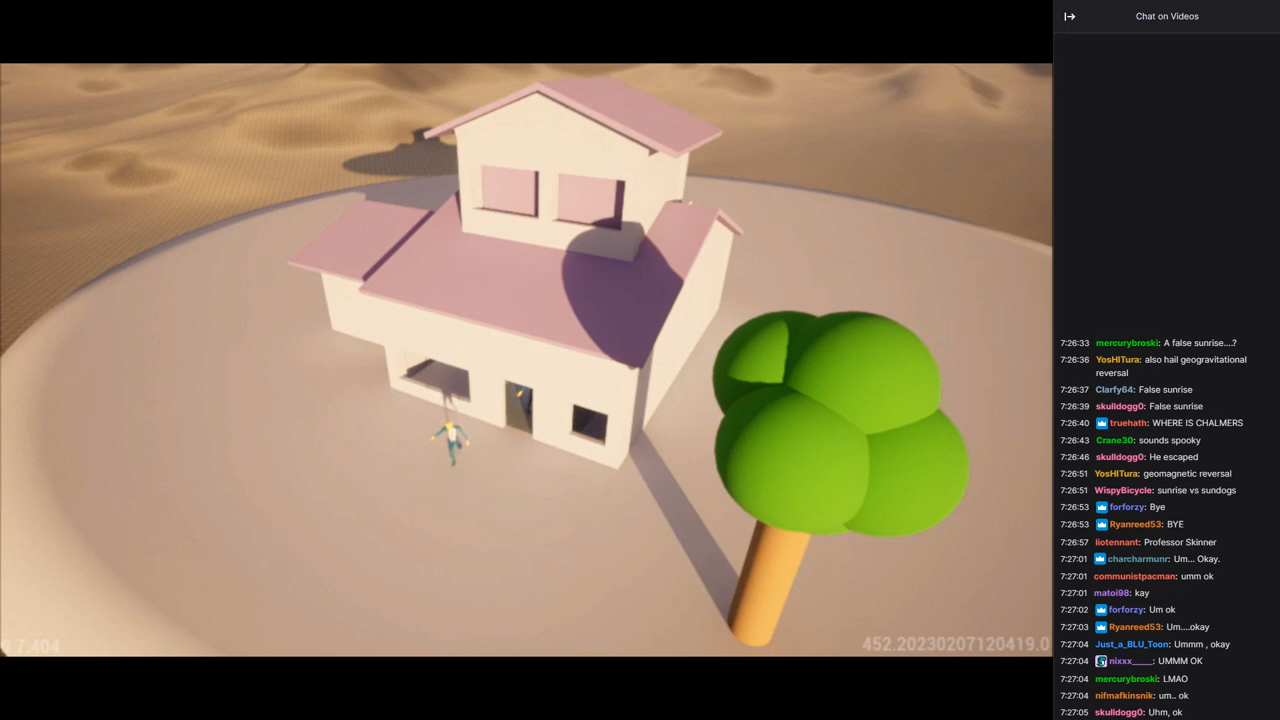 Chat on Videos
7:26:33 mercurybroski: A false sunrise....?
7:26:36 YosHITura: also hail geogravitational
reversal
7:26:37 Clarfy64: False sunrise
7:26:39 skulldogg0: False sunrise
7:26:40 truehath: WHERE IS CHALMERS
7:26:43 Crane30: sounds spooky
7:26:46 skulldogg0: He escaped
7:26:51 YosHITura: geomagnetic reversal
7:26:51 WispyBicycle: sunrise vs sundogs
7:26:53 forforzy: Bye
7:26:53 Ryanreed53: BYE
7:26:57 liotennant: Professor Skinner
7:27:01 charcharmunr: Um... Okay.
7:27:01 communistpacman: umm ok
7:27:01 matoi98: kay
7:27:02 forforzy: Um ok
7:27:03 Ryanreed53: Um....okay
7:27:04 Just_a_BLU_Toon: Ummm , okay
7:27:04 nixxx_____: UMMM OK
7:27:04 mercurybroski: LMAO
7:27:04 nifmafkinsnik: um.. ok
7:27:05 skulldogg0: Uhm, ok
0.7.404
452.20230207120419.0